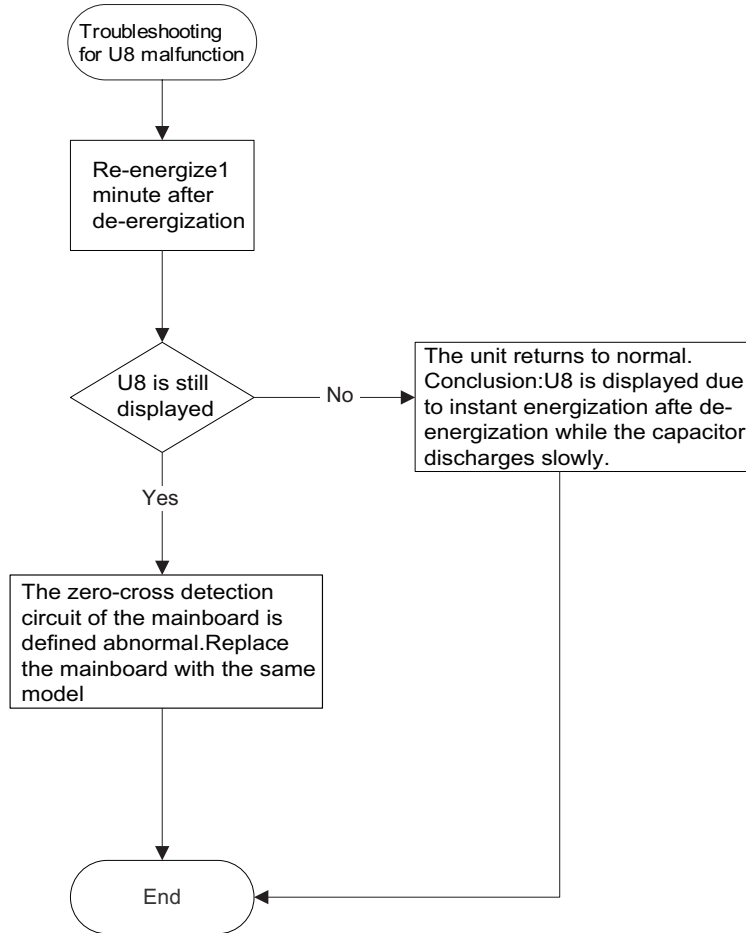 Troubleshooting
for U8 malfunction
Re-energize1
minute after
de-erergization
U8 is still
displayed
No
The unit returns to normal.
Conclusion:U8 is displayed due
to instant energization afte de-
energization while the capacitor
discharges slowly.
Yes
The zero-cross detection
circuit of the mainboard is
defined abnormal.Replace
the mainboard with the same
model
End